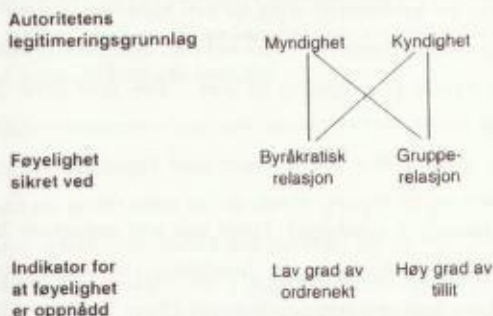 Autoritetens
legitimeringsgrunnlag
Myndighet
Kyndighet
Føyelighet
sikret ved
Byråkratisk
relasjon
Gruppe-
relasjon
Indikator for
at føyelighet
er oppnådd
Lav grad av
ordrenekt
Høy grad av
tillit